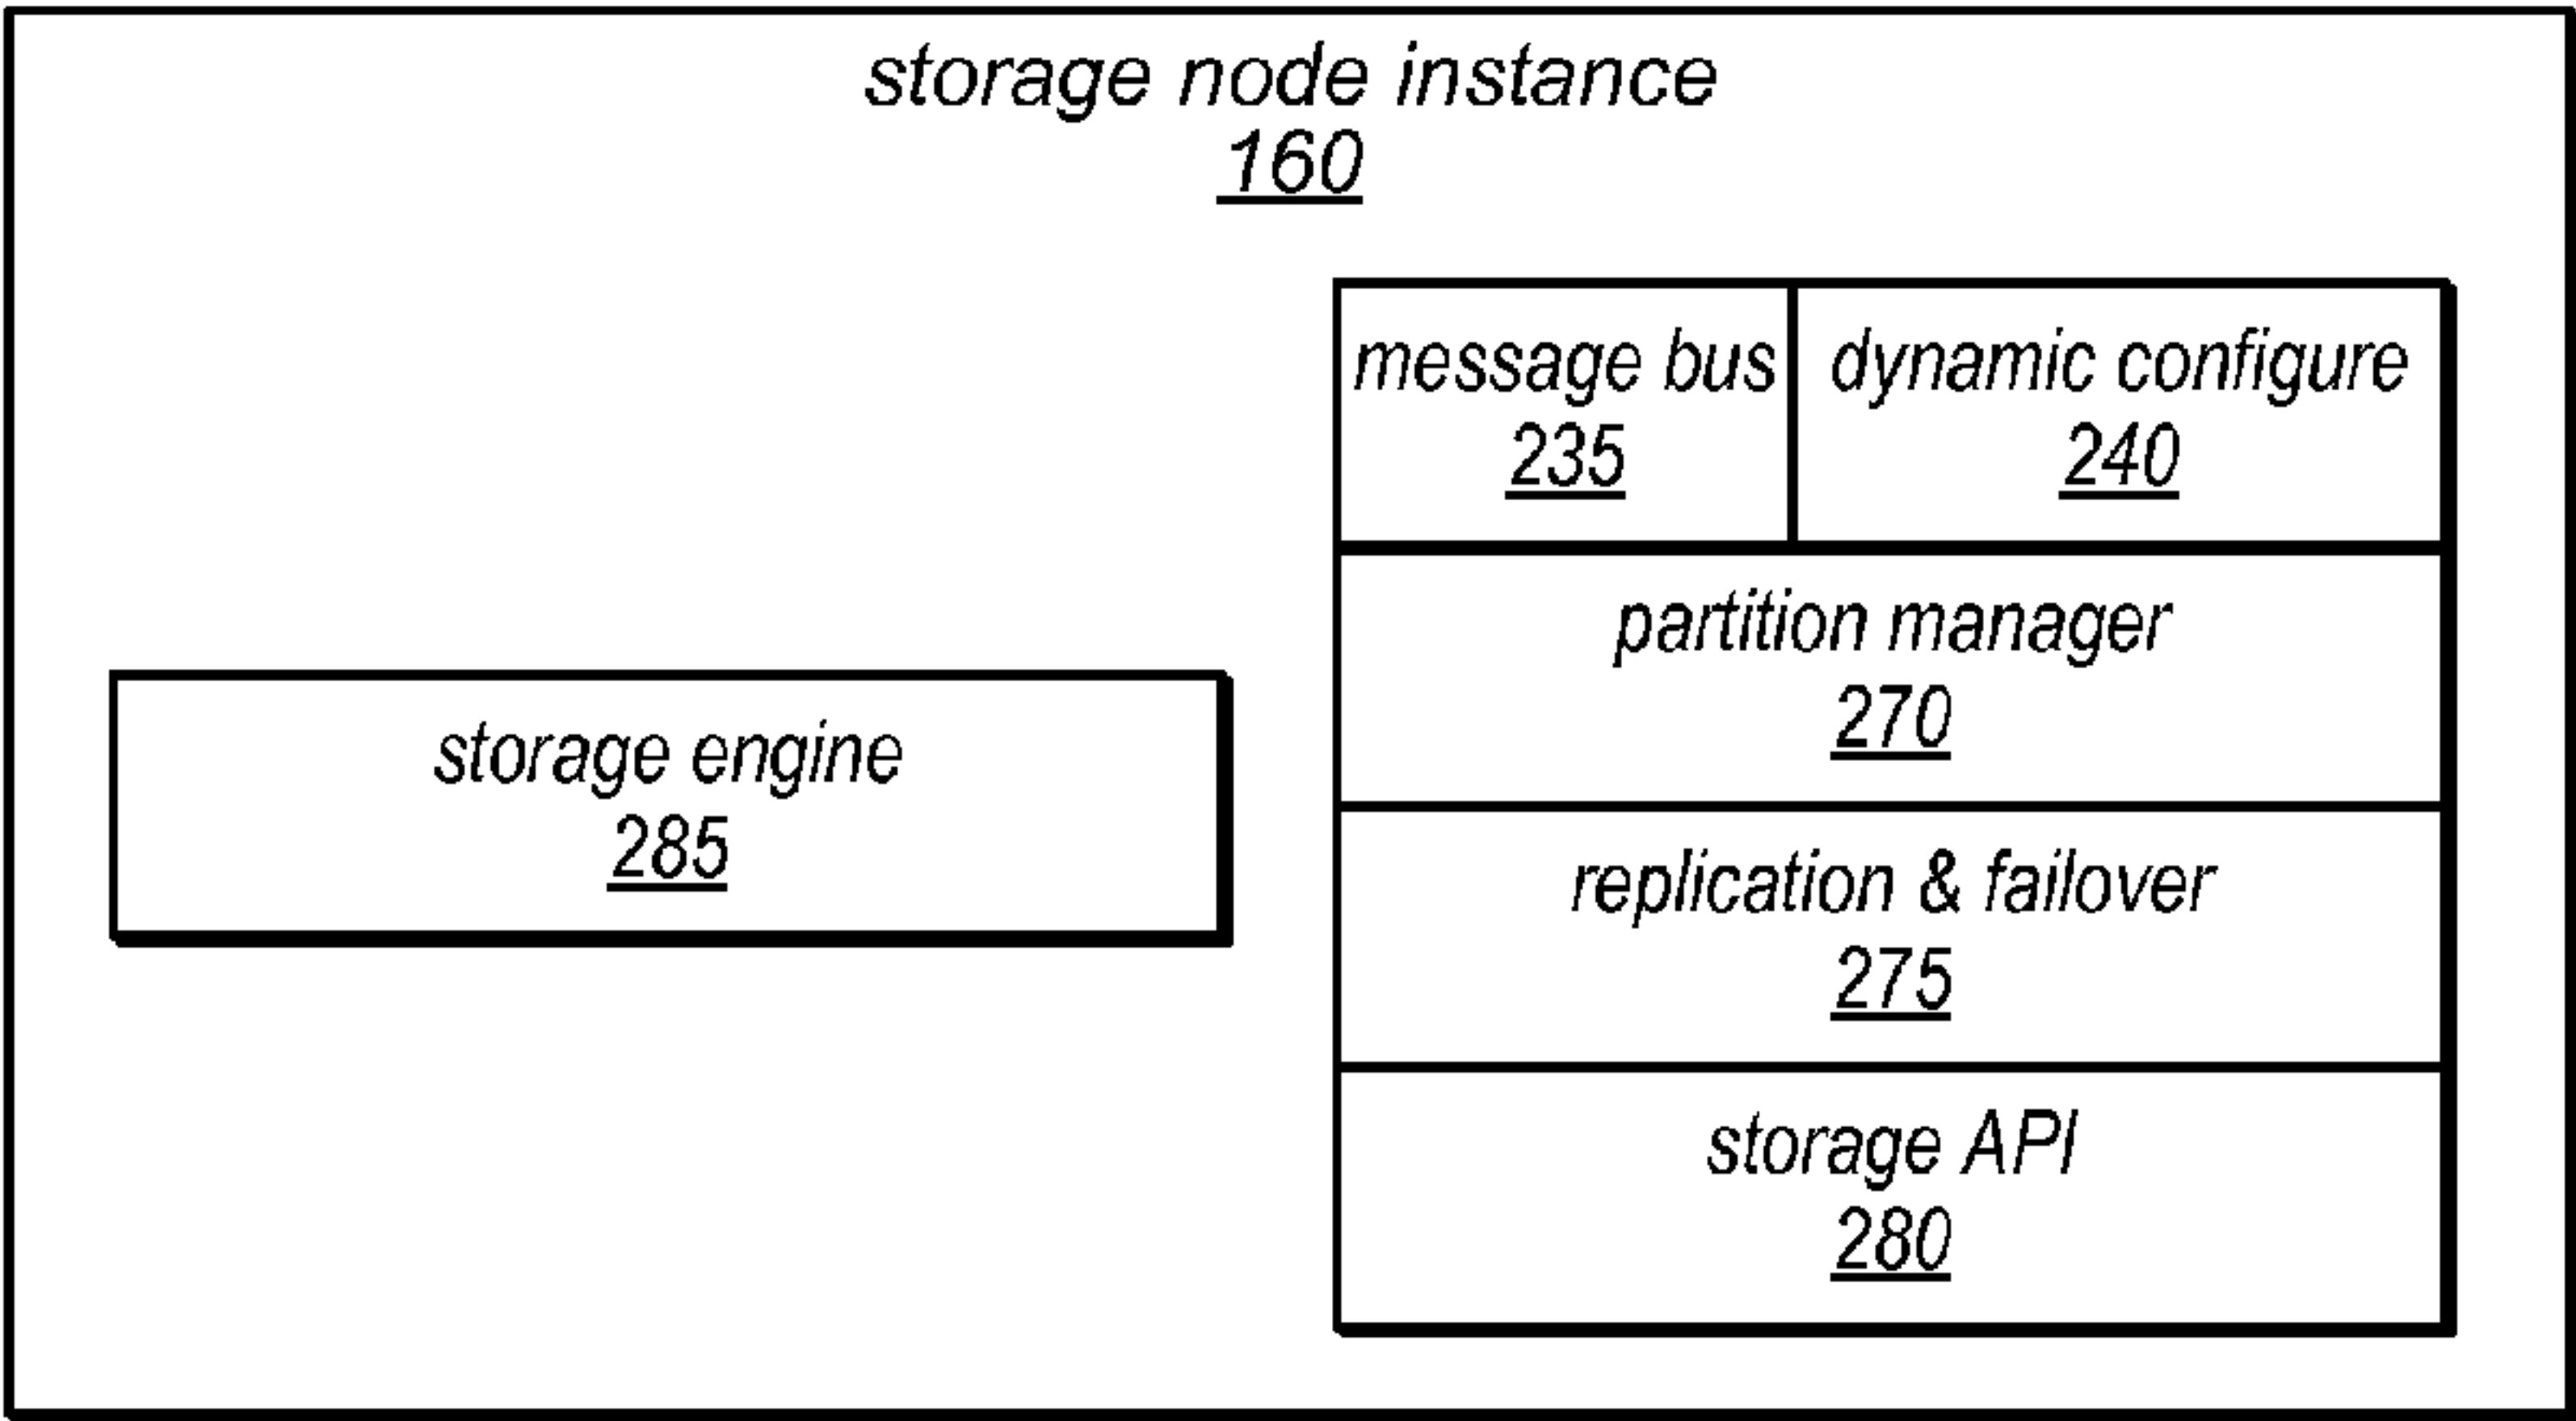 storage node instance
160
message bus
235
dynamic configure
240
partition manager
270
storage engine
285
replication & failover
275
storage API
280